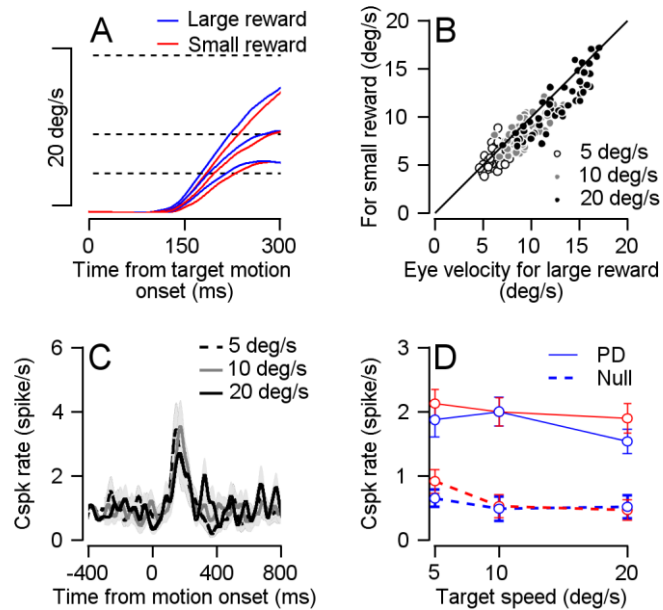 A
Large reward
Small reward
20 deg/s
0
150
300
Time from target motion
onset (ms)
B
For small reward (deg/s)
20
15
10
5
0
5 deg/s
10 deg/s
20 deg/s
0
5
10
15
20
Eye velocity for large reward
(deg/s)
C
Cspk rate (spike/s)
6
4
2
0
5 deg/s
10 deg/s
20 deg/s
-400
0
400
800
Time from motion onset (ms)
D
Cspk rate (spike/s)
3
2
1
0
PD
Null
5
10
20
Target speed (deg/s)